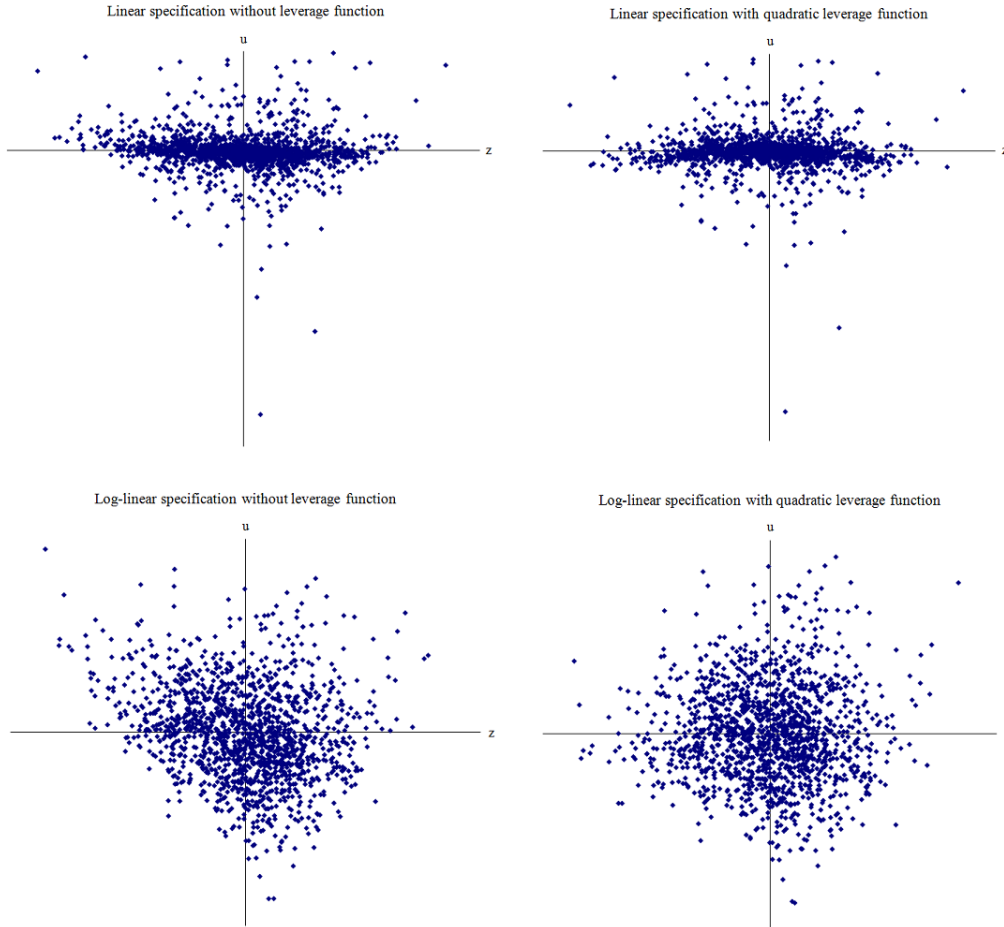 Linear specification without leverage function
u
z
Linear specification with quadratic leverage function
u
z
Log-linear specification without leverage function
u
z
Log-linear specification with quadratic leverage function
u